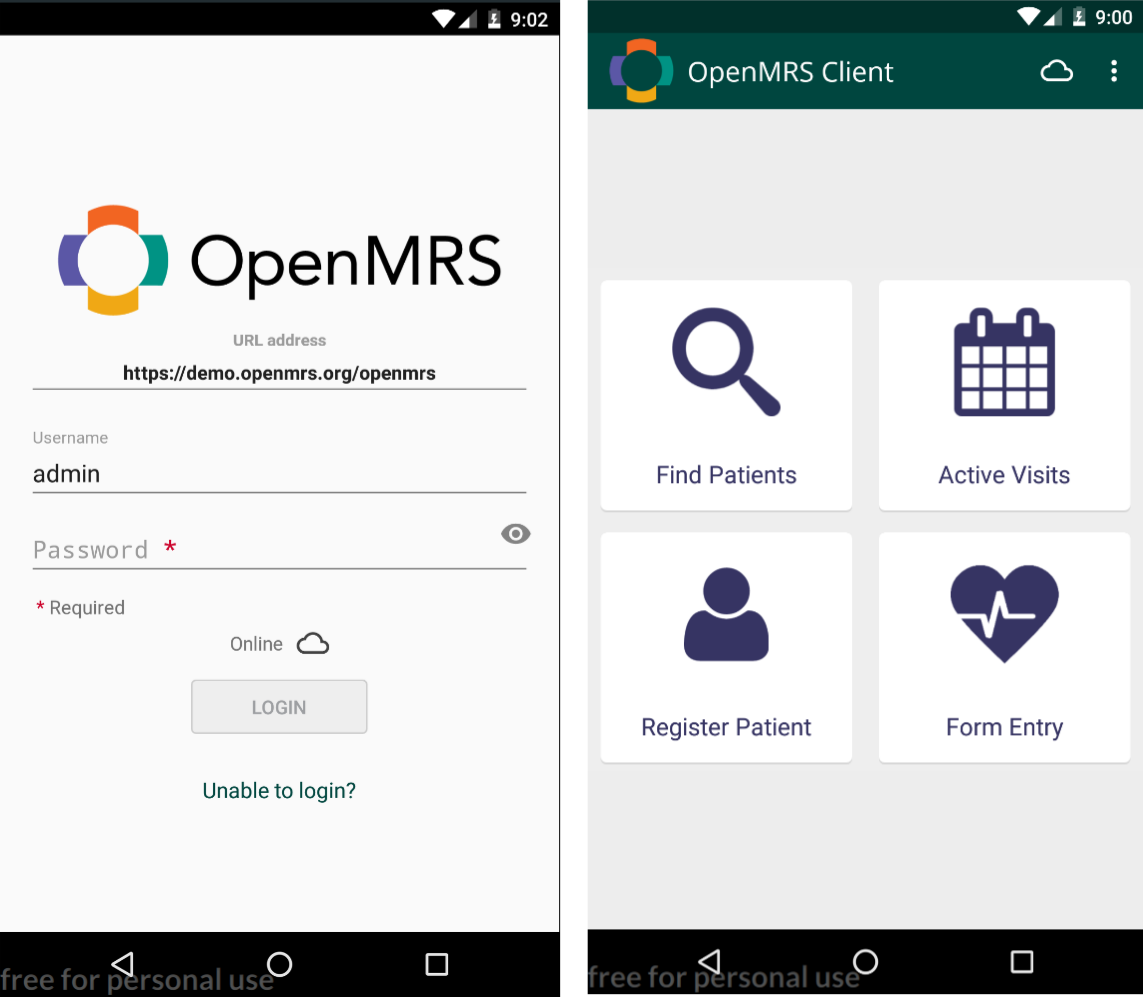 9:02
OpenMRS
URL address
https://demo.openmrs.org/openmrs
Username
admin
Password *
* Required
Online
LOGIN
Unable to login?
free for personal use
9:00
OpenMRS Client
Find Patients
Active Visits
Register Patient
Form Entry
free for personal use